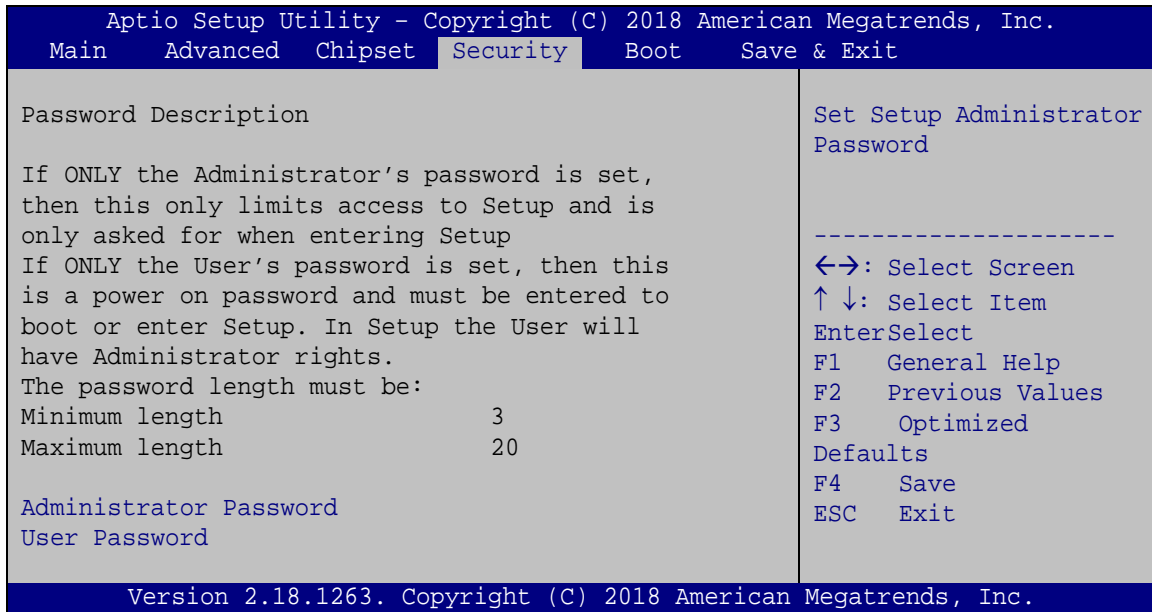 Aptio Setup Utility – Copyright (C) 2018 American Megatrends, Inc.
Main Advanced Chipset Security Boot Save & Exit
Password Description
If ONLY the Administrator's password is set,
then this only limits access to Setup and is
only asked for when entering Setup
If ONLY the User's password is set, then this
is a power on password and must be entered to
boot or enter Setup. In Setup the User will
have Administrator rights.
The password length must be:
Minimum length 3
Maximum length 20
Administrator Password
User Password
Set Setup Administrator
Password
---------------------
←→: Select Screen
↑ ↓: Select Item
EnterSelect
F1 General Help
F2 Previous Values
F3 Optimized
Defaults
F4 Save
ESC Exit
Version 2.18.1263. Copyright (C) 2018 American Megatrends, Inc.